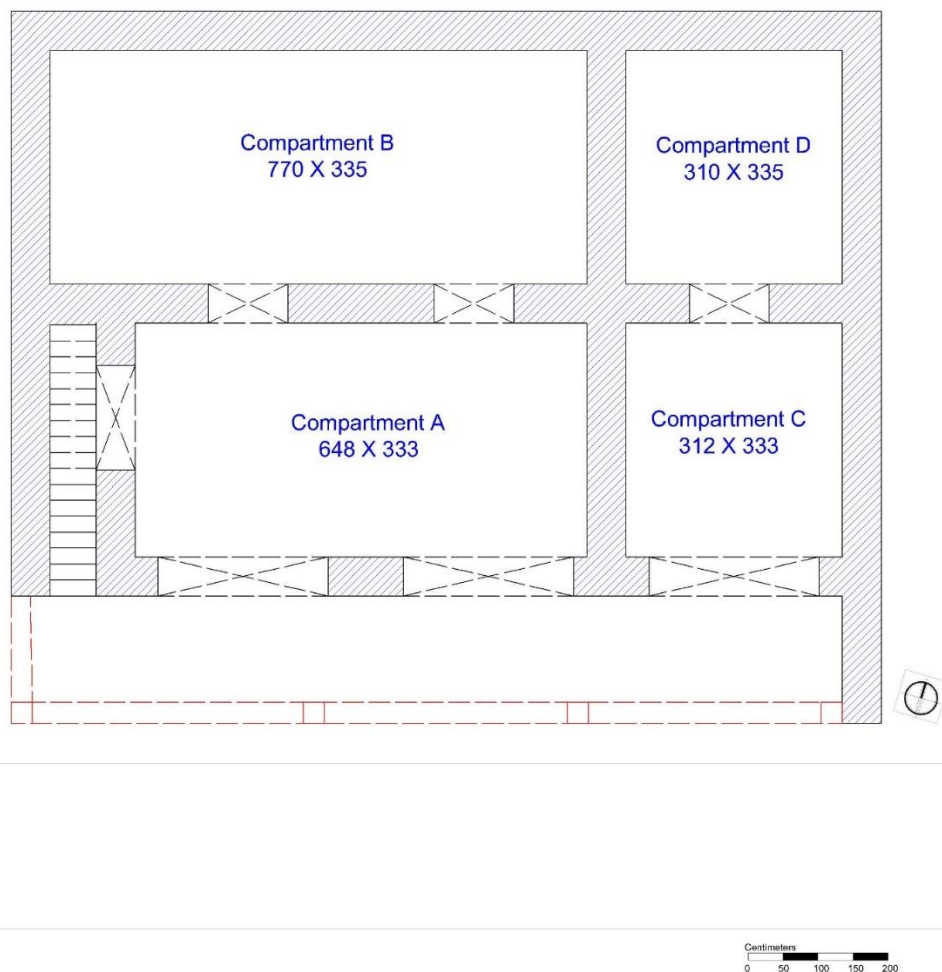 Compartment B
770 X 335
Compartment D
310 X 335
Compartment A
648 X 333
Compartment C
312 X 333
Centimeters
0 50 100 150 200